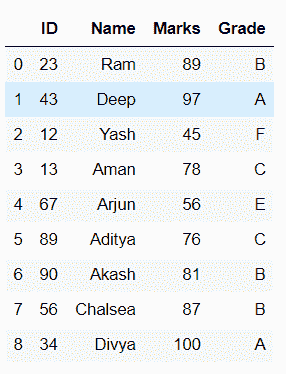 ID Name Marks Grade
0 23 Ram 89 B
1 43 Deep 97 A
2 12 Yash 45 F
3 13 Aman 78 C
4 67 Arjun 56 E
5 89 Aditya 76 C
6 90 Akash 81 B
7 56 Chalsea 87 B
8 34 Divya 100 A